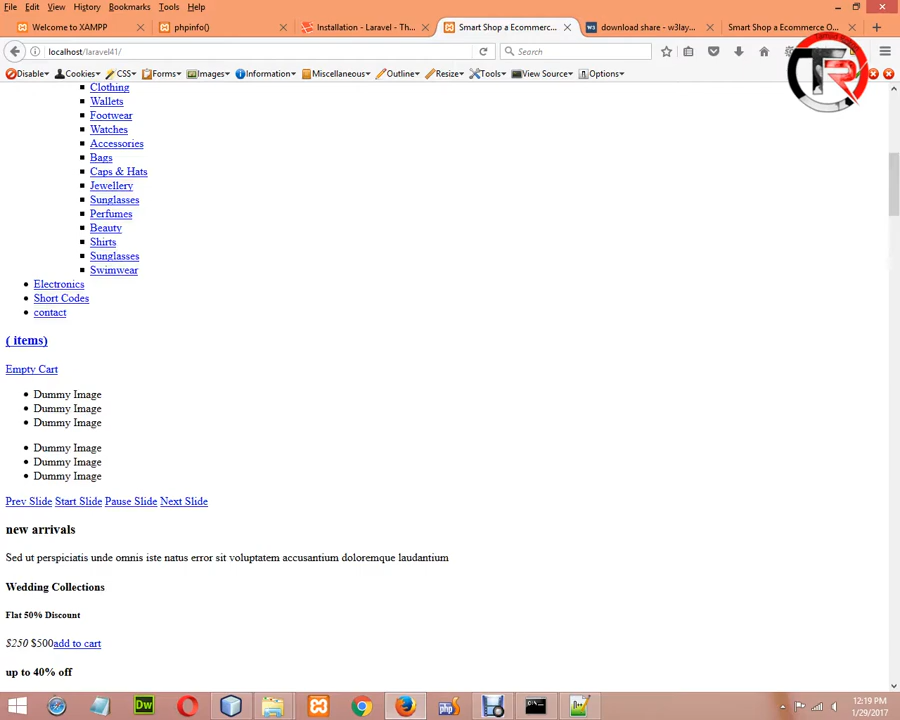 File Edit View History Bookmarks Tools Help
Welcome to XAMPP phpinfo() Installation - Laravel - Th... Smart Shop a Ecommerc... download share - w3lay... Smart Shop a Ecommerce O...
localhost/laravel41/ Search
Disable Cookies CSS Forms Images Information Miscellaneous Outline Resize Tools View Source Options
Clothing
Wallets
Footwear
Watches
Accessories
Bags
Caps & Hats
Jewellery
Sunglasses
Perfumes
Beauty
Shirts
Sunglasses
Swimwear
Electronics
Short Codes
contact
( items)
Empty Cart
Dummy Image
Dummy Image
Dummy Image
Dummy Image
Dummy Image
Dummy Image
Prev Slide Start Slide Pause Slide Next Slide
new arrivals
Sed ut perspiciatis unde omnis iste natus error sit voluptatem accusantium doloremque laudantium
Wedding Collections
Flat 50% Discount
$250 $500add to cart
up to 40% off
Dw
php
12:19 PM
1/29/2017